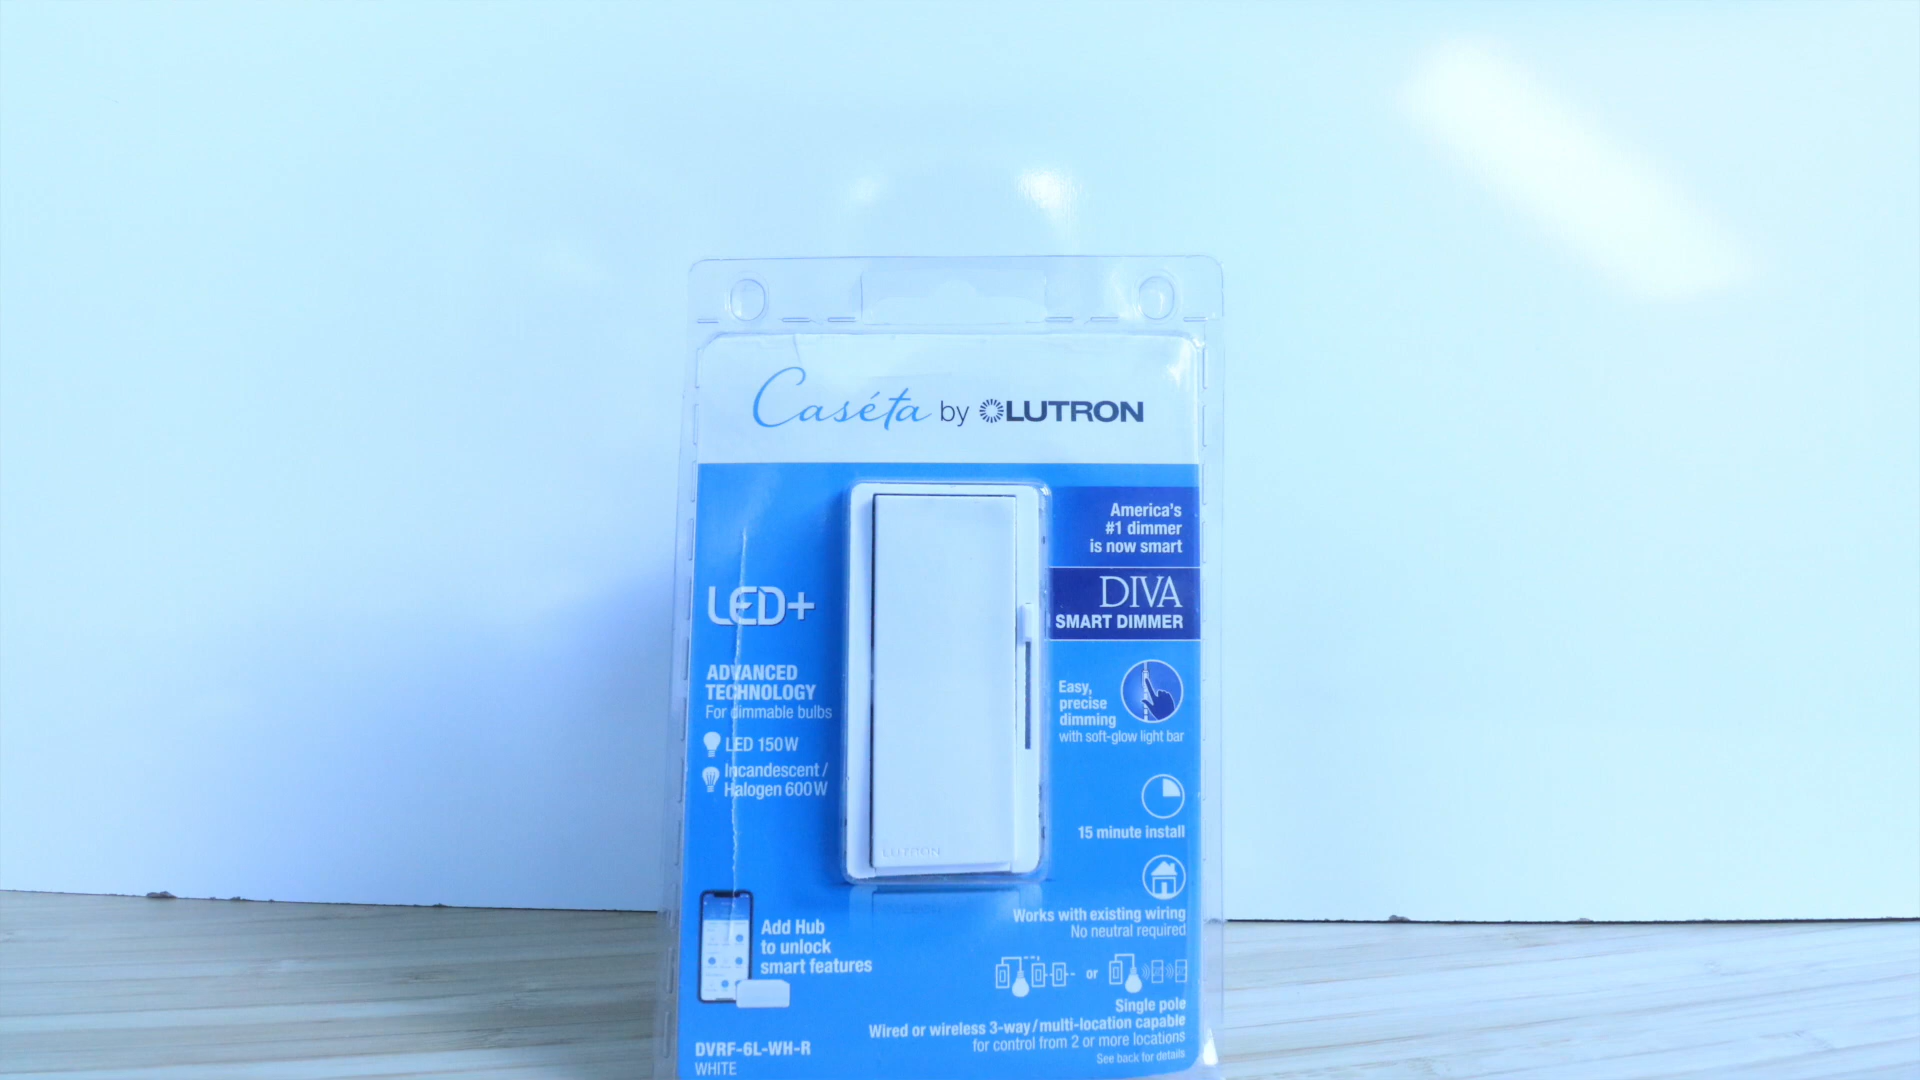 Caséta by LUTRON
America's
#1 dimmer
is now smart
DIVA
SMART DIMMER
LED+
ADVANCED
TECHNOLOGY
For dimmable bulbs
LED 150W
Incandescent /
Halogen 600W
Easy,
precise
dimming
with soft-glow light bar
15 minute install
LUTRON
Works with existing wiring
No neutral required
Add Hub
to unlock
smart features
or
Single pole
Wired or wireless 3-way/multi-location capable
for control from 2 or more locations
See back for details
DVRF-6L-WH-R
WHITE